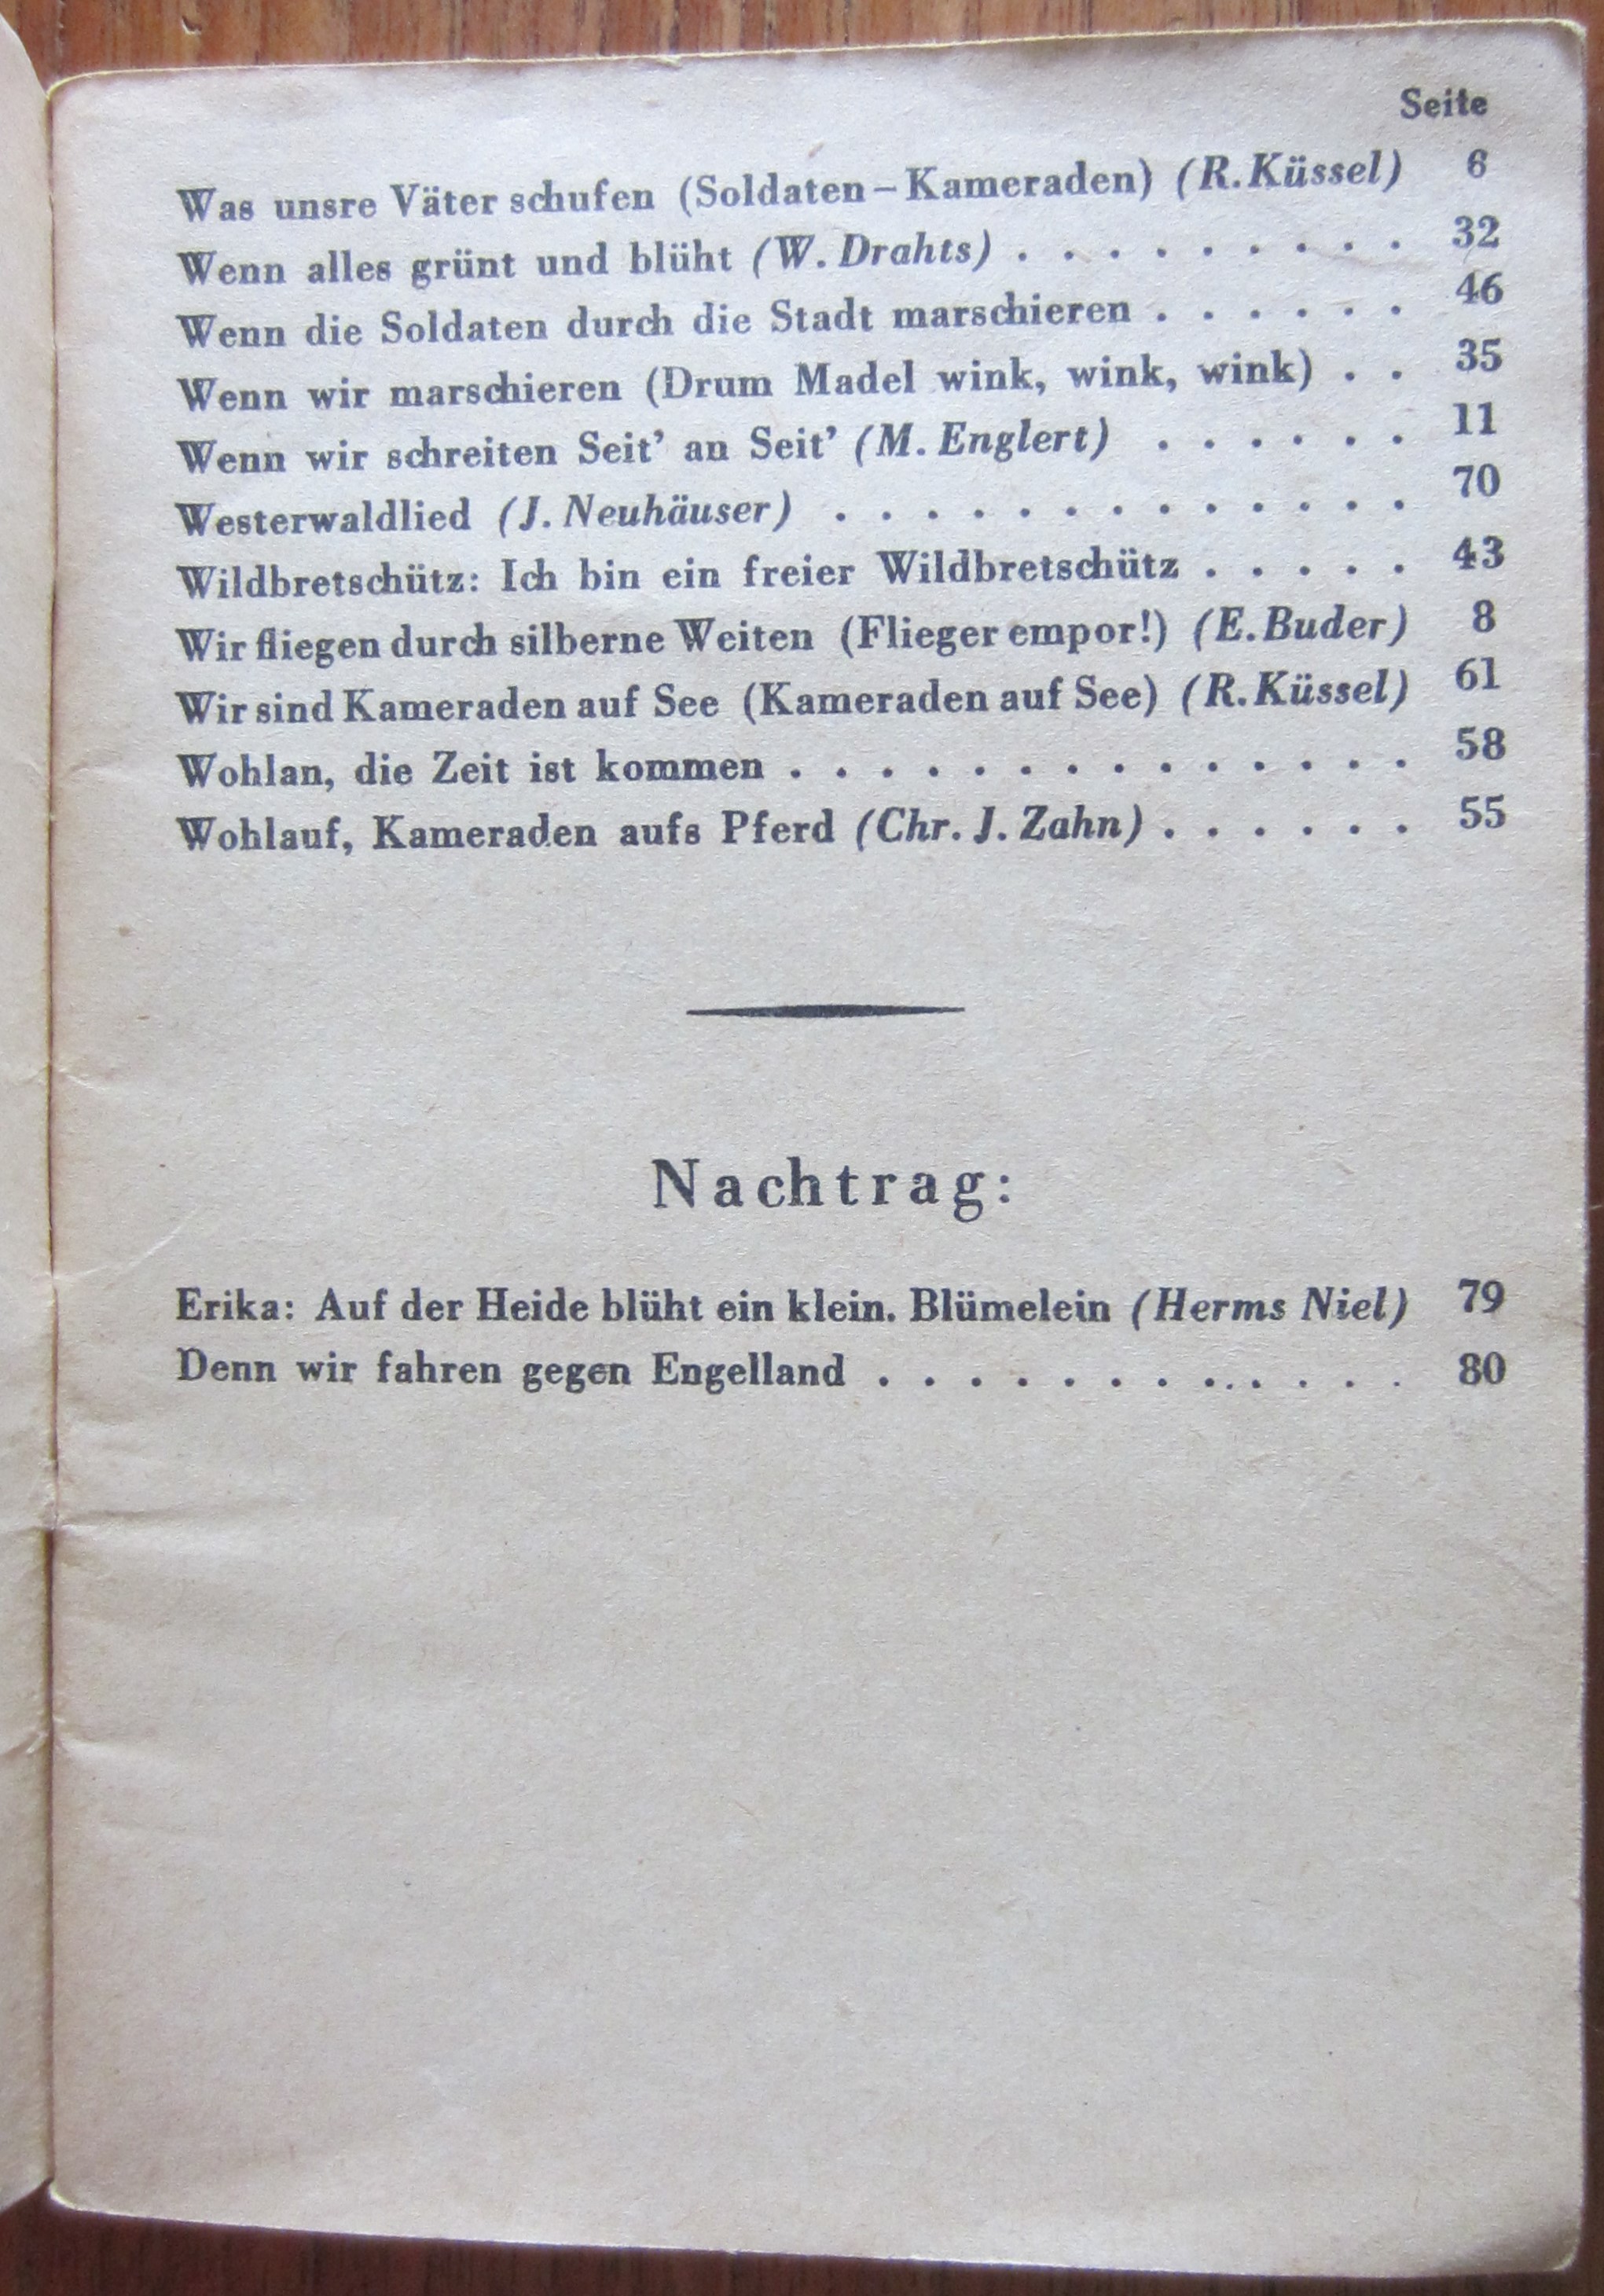 Seite
Was unsre Väter schufen (Soldaten – Kameraden) (R. Küssel) 6
Wenn alles grünt und blüht (W. Drahts) . . . . . . . . . 32
Wenn die Soldaten durch die Stadt marschieren . . . . . . 46
Wenn wir marschieren (Drum Madel wink, wink, wink) . . 35
Wenn wir schreiten Seit’ an Seit’ (M. Englert) . . . . . . 11
Westerwaldlied (J. Neuhäuser) . . . . . . . . . . . . . 70
Wildbretschütz: Ich bin ein freier Wildbretschütz . . . . . 43
Wir fliegen durch silberne Weiten (Flieger empor!) (E. Buder) 8
Wir sind Kameraden auf See (Kameraden auf See) (R. Küssel) 61
Wohlan, die Zeit ist kommen . . . . . . . . . . . . . . 58
Wohlauf, Kameraden aufs Pferd (Chr. J. Zahn) . . . . . . 55
Nachtrag:
Erika: Auf der Heide blüht ein klein. Blümelein (Herms Niel) 79
Denn wir fahren gegen Engelland . . . . . . . . . . . . . 80